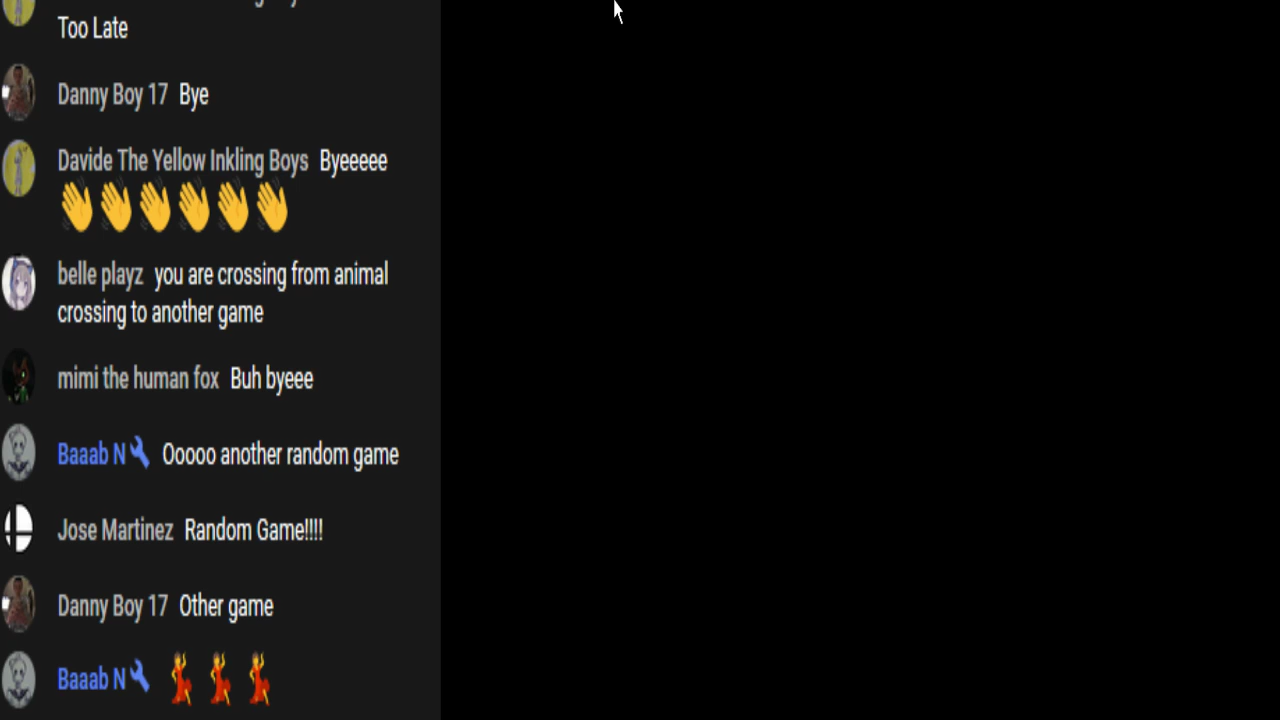 Too Late
Danny Boy 17 Bye
Davide The Yellow Inkling Boys Byeeeee
👋👋👋👋👋👋
belle playz you are crossing from animal
crossing to another game
mimi the human fox Buh byeee
Baaab N🔧 Ooooo another random game
Jose Martinez Random Game!!!!
Danny Boy 17 Other game
Baaab N🔧 💃💃💃